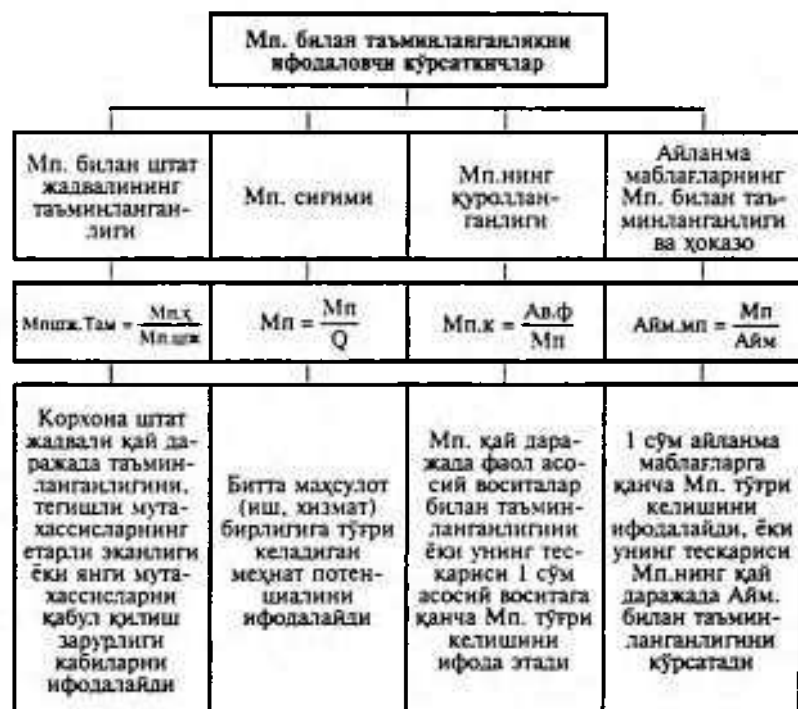 Мп. билан таъминланганликни
ифодаловчи кўрсаткичлар
Мп. билан штат
жадвалининг
таъминланган-
лиги
Мп. сиғими
Мп.нинг
қуроллан-
ганлиги
Айланма
маблағларнинг
Мп. билан таъ-
минланганлиги
ва ҳоказо
Мпштж.Там = Мп.ҳ / Мп.штж
Мп = Мп / Q
Мп.к = Ав.ф / Мп
Айм.мп = Мп / Айм
Корхона штат
жадвали қай да-
ражада таъмин-
ланганлигини,
тегишли мута-
хассисларнинг
етарли эканлиги
ёки янги мута-
хассисларни
қабул қилиш
зарурлиги
кабиларни
ифодалайди
Битта маҳсулот
(иш, хизмат)
бирлигига тўғри
келадиган
меҳнат потен-
циалини
ифодалайди
Мп. қай дара-
жада фаол асо-
сий воситалар
билан таъмин-
ланганлигини
ёки унинг тес-
кариси 1 сўм
асосий воситага
қанча Мп. тўғри
келишини
ифода этади
1 сўм айланма
маблағларга
қанча Мп. тўғри
келишини
ифодалайди, ёки
унинг тескариси
Мп.нинг қай
даражада Айм.
билан таъмин-
ланганлигини
кўрсатади